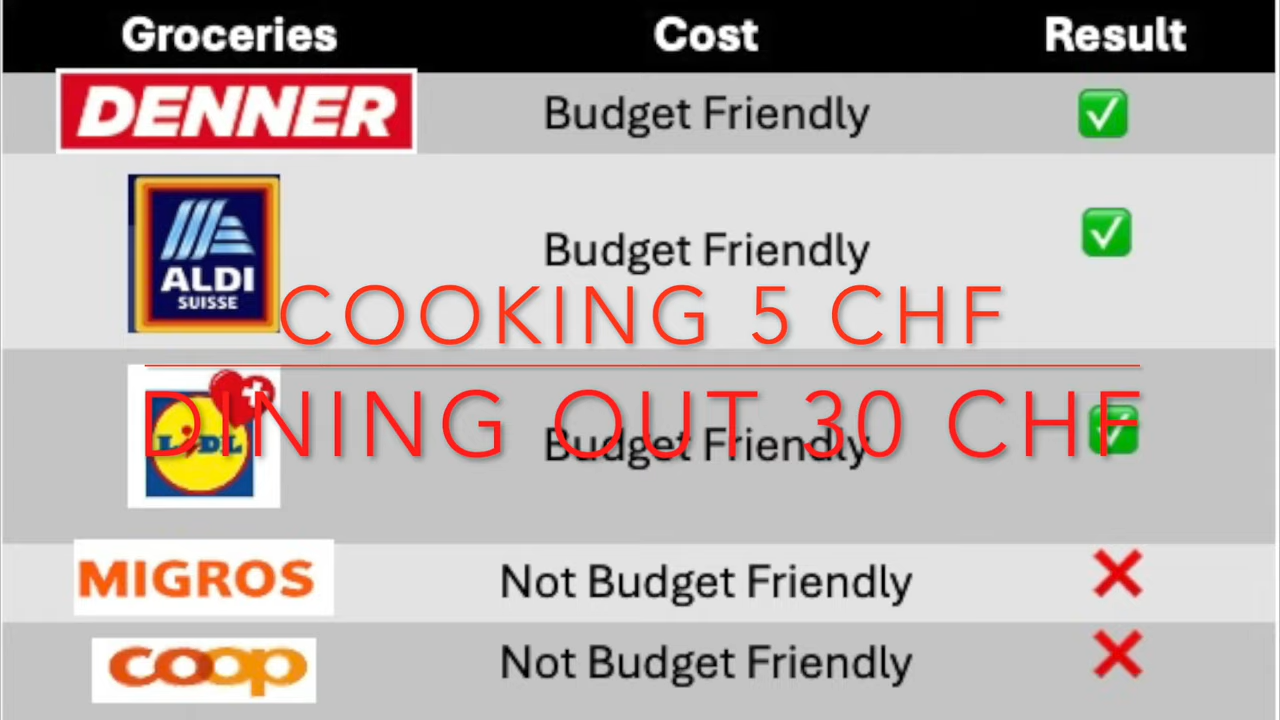 Groceries Cost Result
DENNER Budget Friendly
ALDI
SUISSE
Budget Friendly
COOKING 5 CHF
DINING OUT 30 CHF
LIDL Budget Friendly
MIGROS Not Budget Friendly
coop Not Budget Friendly